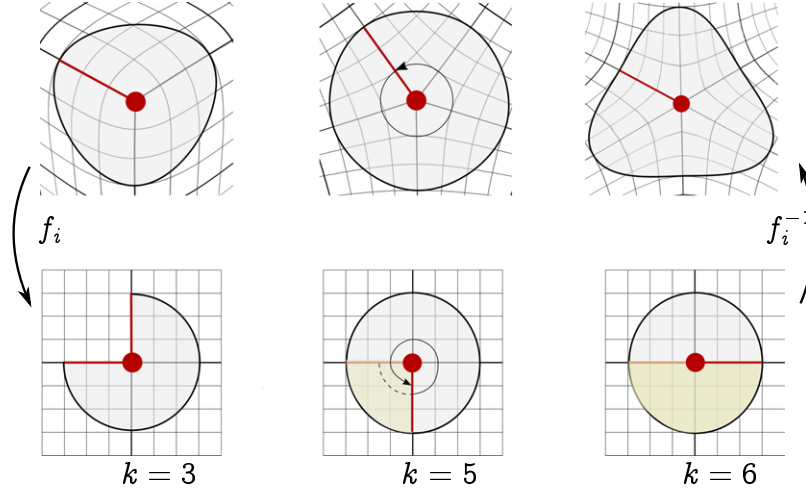 f_i
f_i^{-1}
k = 3
k = 5
k = 6